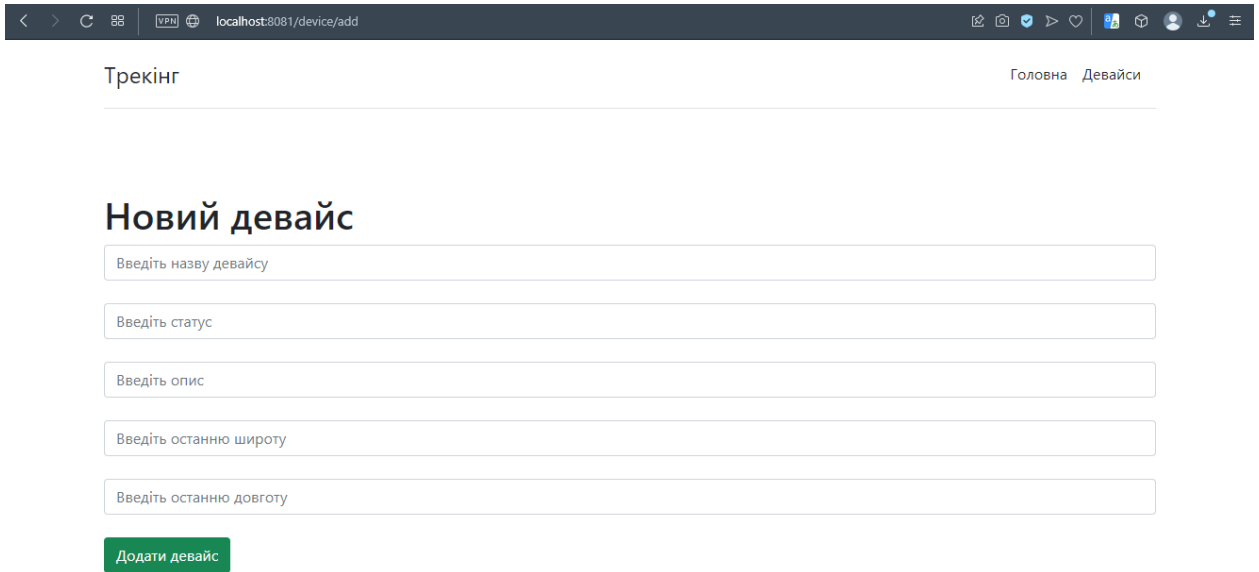 VPN localhost:8081/device/add
Трекінг Головна Девайси
Новий девайс
Введіть назву девайсу
Введіть статус
Введіть опис
Введіть останню широту
Введіть останню довготу
Додати девайс